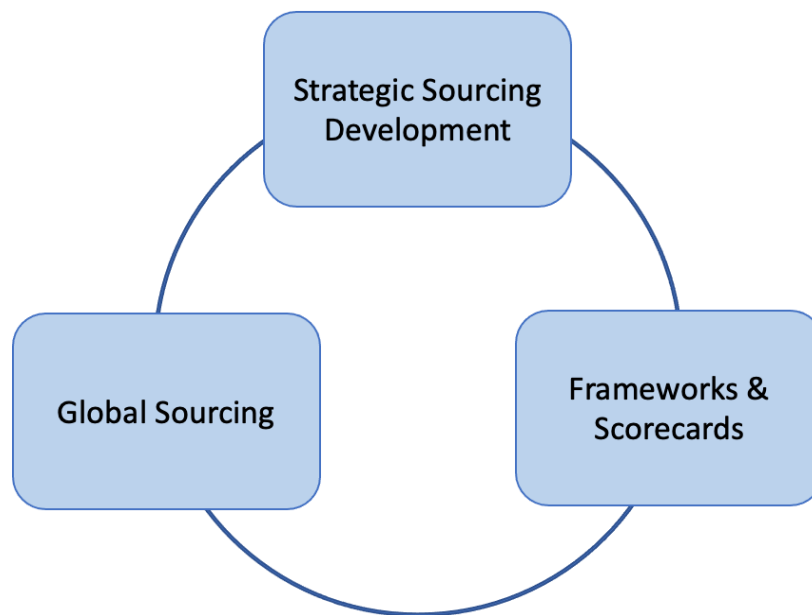 Strategic Sourcing
Development
Global Sourcing
Frameworks &
Scorecards